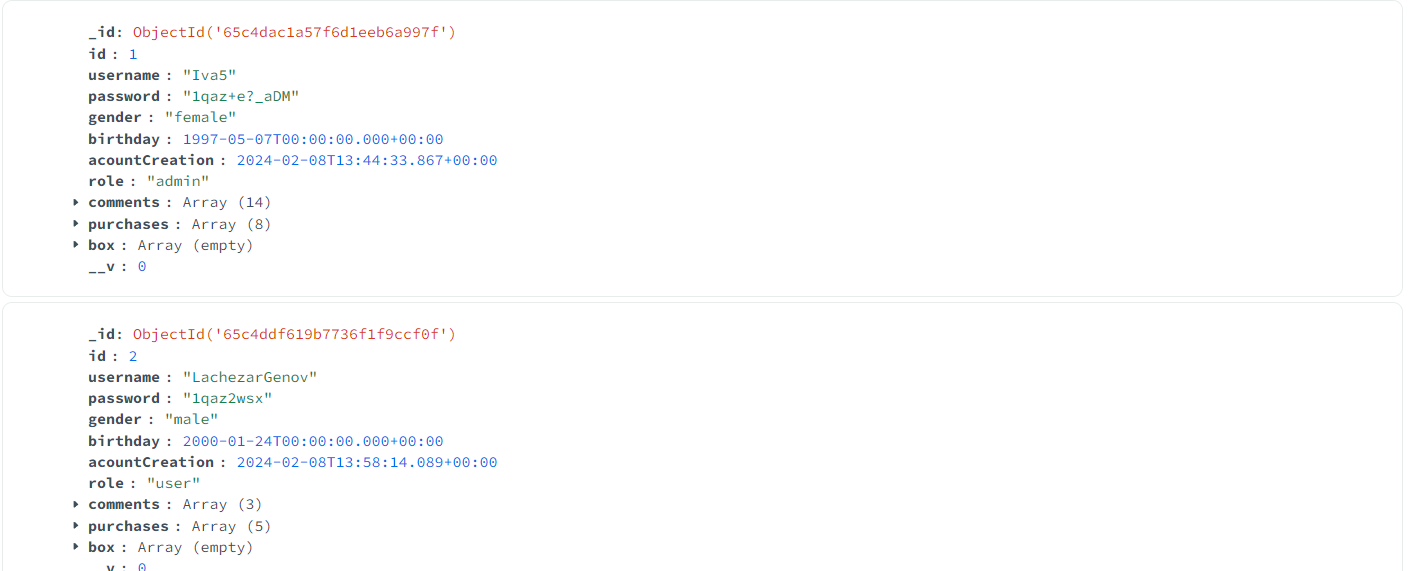 _id: ObjectId('65c4dac1a57f6d1eeb6a997f')
id : 1
username : "Iva5"
password : "1qaz+e?_aDM"
gender : "female"
birthday : 1997-05-07T00:00:00.000+00:00
acountCreation : 2024-02-08T13:44:33.867+00:00
role : "admin"
comments : Array (14)
purchases : Array (8)
box : Array (empty)
__v : 0
_id: ObjectId('65c4ddf619b7736f1f9ccf0f')
id : 2
username : "LachezarGenov"
password : "1qaz2wsx"
gender : "male"
birthday : 2000-01-24T00:00:00.000+00:00
acountCreation : 2024-02-08T13:58:14.089+00:00
role : "user"
comments : Array (3)
purchases : Array (5)
box : Array (empty)
__v : 0